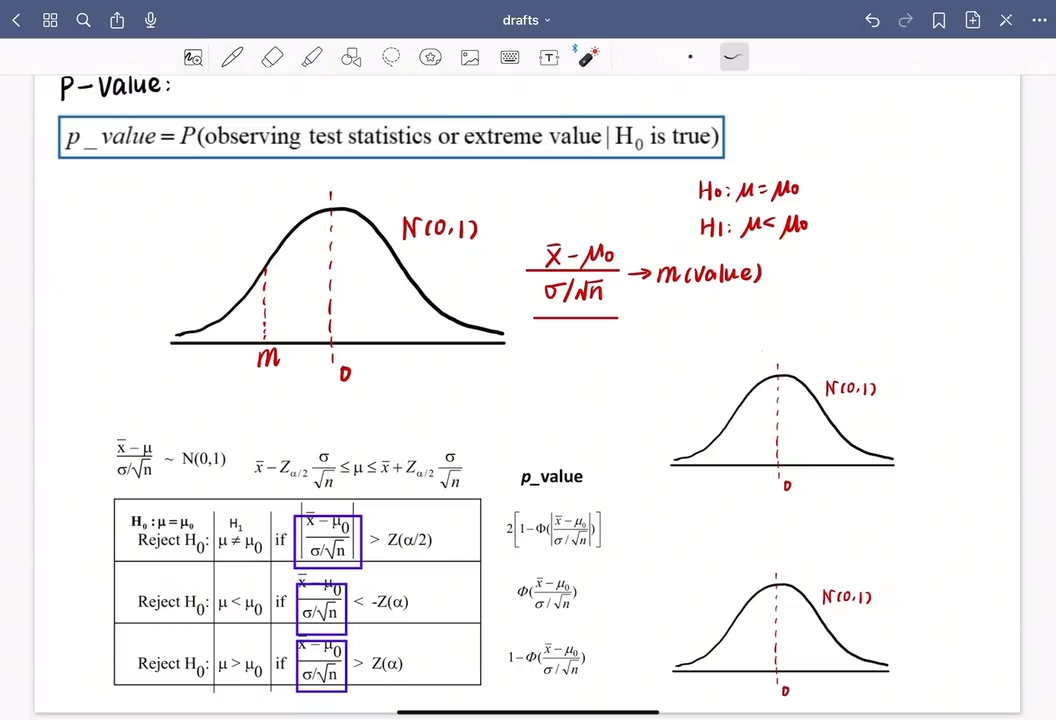 drafts
P-Value:
p_value = P(observing test statistics or extreme value | H₀ is true)
H₀: μ = μ₀
H1: μ < μ₀
N(0,1)
x̄ - μ₀
σ/√n
→ m(value)
m
0
N(0,1)
0
x̄ - μ
σ/√n
~ N(0,1)
x̄ - Z α/2 σ/√n ≤ μ ≤ x̄ + Z α/2 σ/√n
p_value
H₀ : μ = μ₀
H₁
Reject H₀: μ ≠ μ₀ if |x̄ - μ₀ / σ/√n| > Z(α/2)
2[1-Φ(|x̄ - μ₀ / σ/√n|)]
Reject H₀: μ < μ₀ if x̄ - μ₀ / σ/√n < -Z(α)
Φ(x̄ - μ₀ / σ/√n)
N(0,1)
Reject H₀: μ > μ₀ if x̄ - μ₀ / σ/√n > Z(α)
1-Φ(x̄ - μ₀ / σ/√n)
0